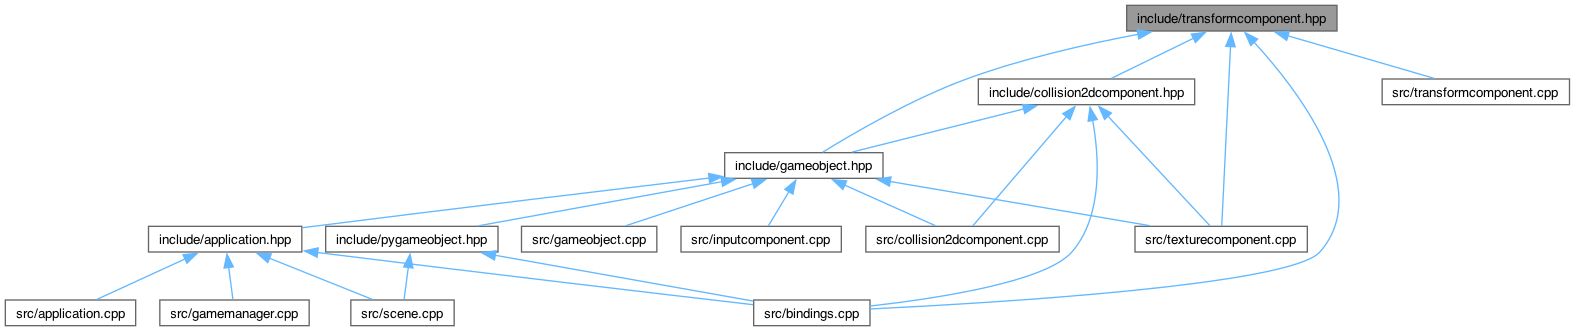 include/transformcomponent.hpp
include/collision2dcomponent.hpp
src/transformcomponent.cpp
include/gameobject.hpp
include/application.hpp
include/pygameobject.hpp
src/gameobject.cpp
src/inputcomponent.cpp
src/collision2dcomponent.cpp
src/texturecomponent.cpp
src/application.cpp
src/gamemanager.cpp
src/scene.cpp
src/bindings.cpp